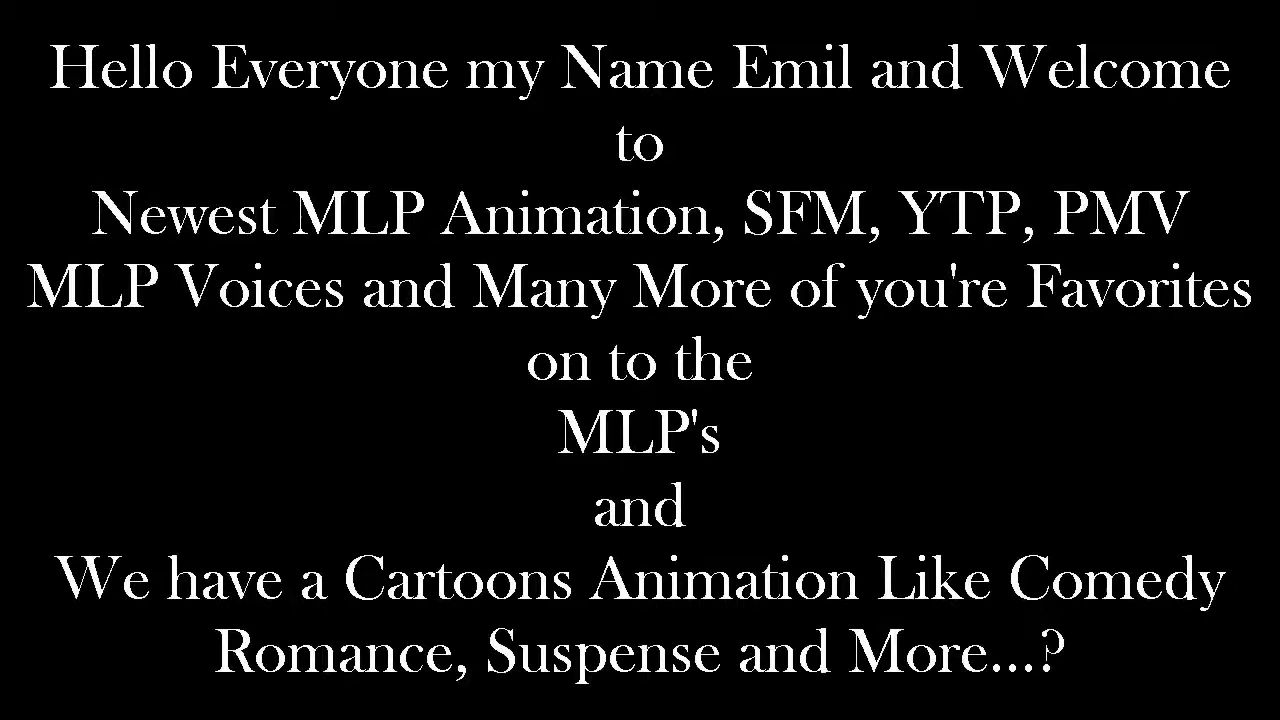 Hello Everyone my Name Emil and Welcome
to
Newest MLP Animation, SFM, YTP, PMV
MLP Voices and Many More of you're Favorites
on to the
MLP's
and
We have a Cartoons Animation Like Comedy
Romance, Suspense and More...?